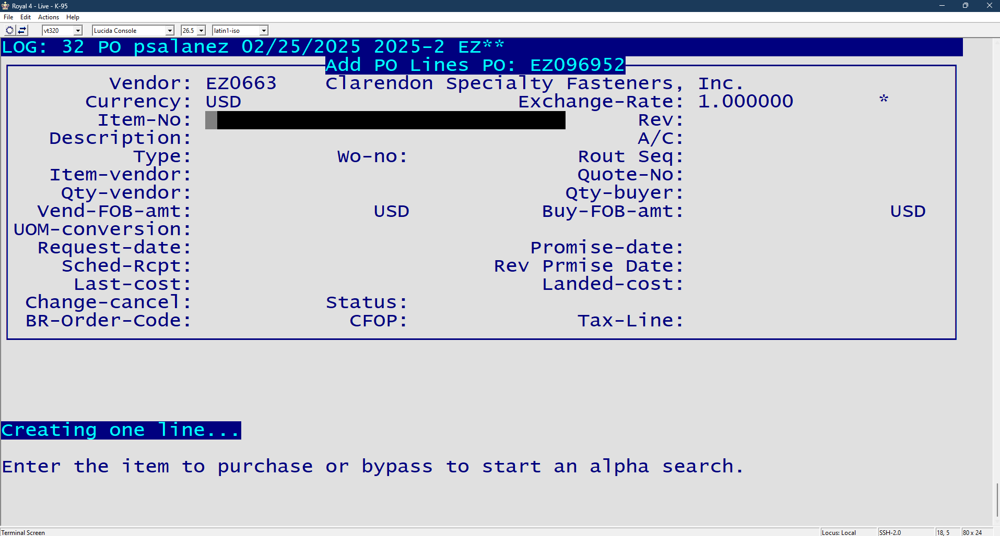 Royal 4 - Live - K-95
File Edit Actions Help
vt320 Lucida Console 26.5 latin1-iso
LOG: 32 PO psalanez 02/25/2025 2025-2 EZ**
Add PO Lines PO: EZ096952
Vendor: EZ0663 Clarendon Specialty Fasteners, Inc.
Currency: USD Exchange-Rate: 1.000000 *
Item-No: Rev:
Description: A/C:
Type: Wo-no: Rout Seq:
Item-vendor: Quote-No:
Qty-vendor: Qty-buyer:
Vend-FOB-amt: USD Buy-FOB-amt: USD
UOM-conversion:
Request-date: Promise-date:
Sched-Rcpt: Rev Prmise Date:
Last-cost: Landed-cost:
Change-cancel: Status:
BR-Order-Code: CFOP: Tax-Line:
Creating one line...
Enter the item to purchase or bypass to start an alpha search.
Terminal Screen Locus: Local SSH-2.0 18, 5 80 x 24